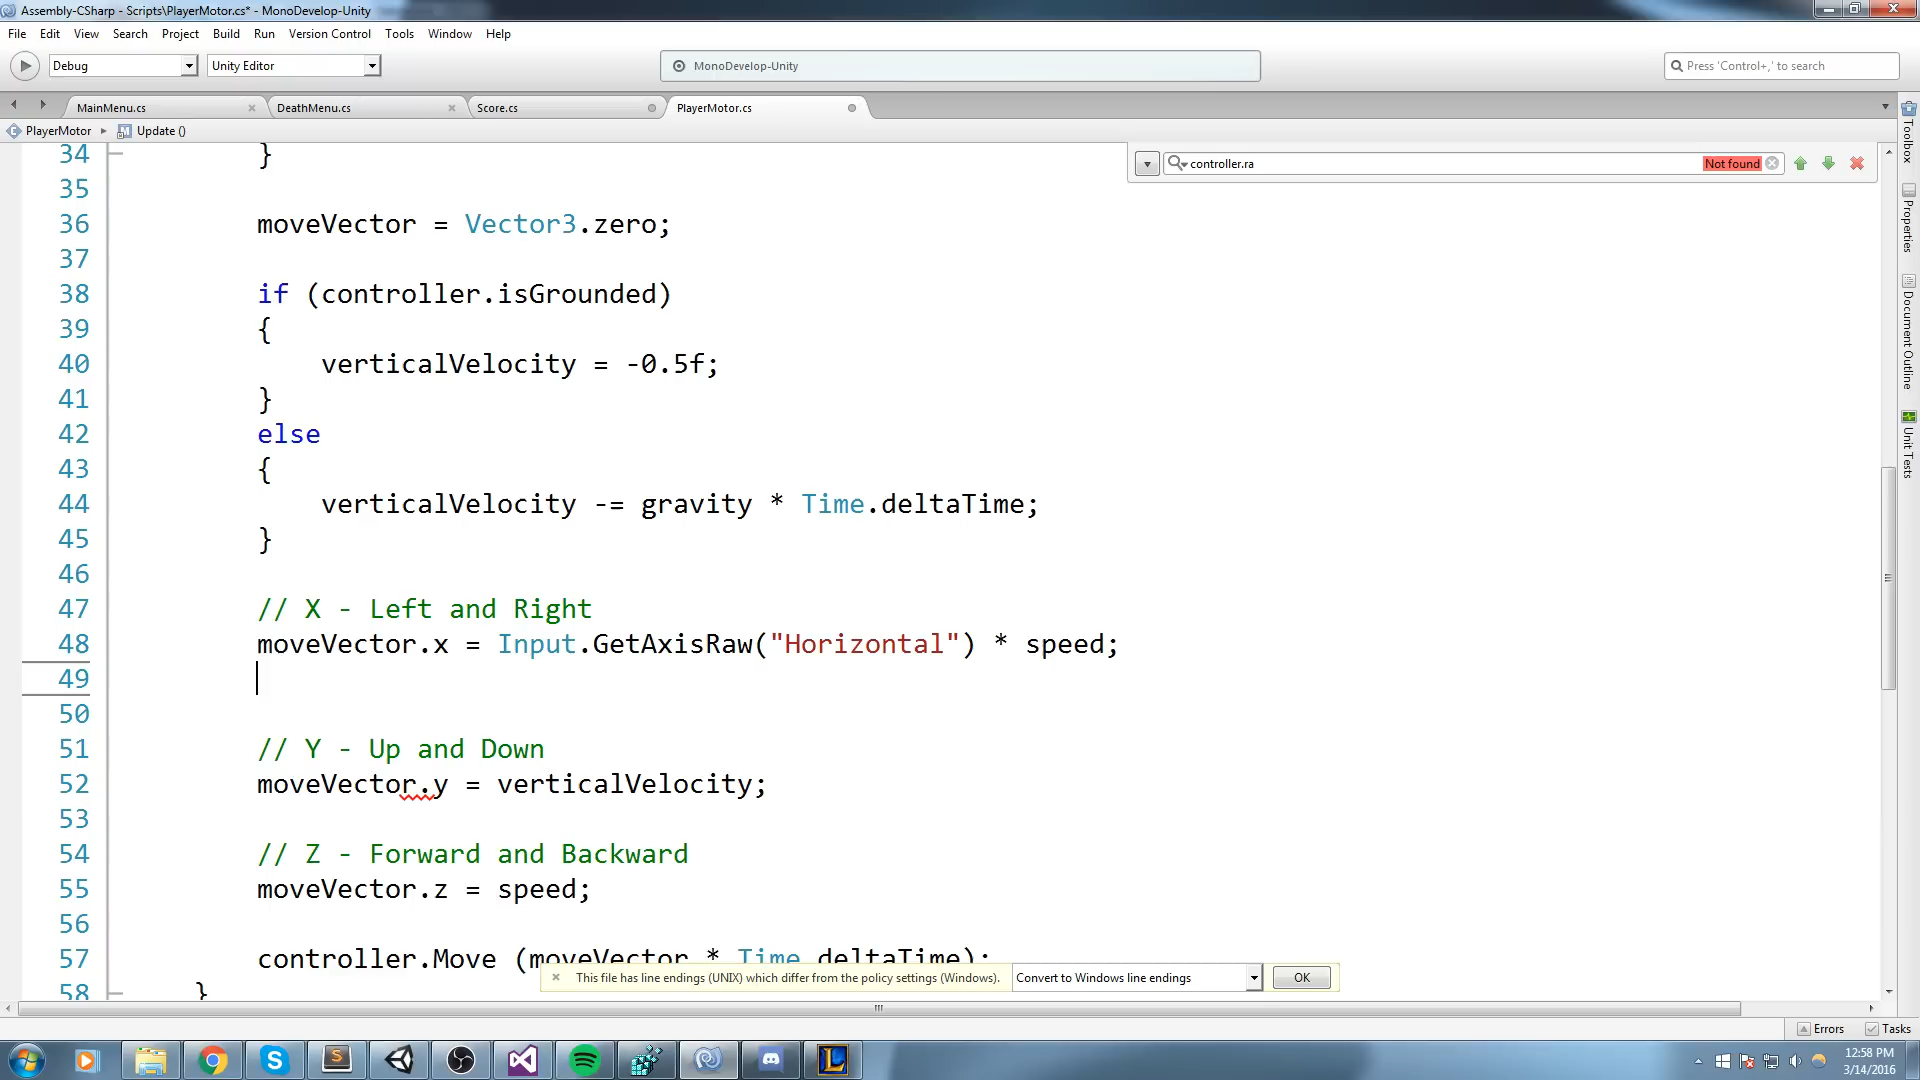 Assembly-CSharp - Scripts\PlayerMotor.cs* - MonoDevelop-Unity
File Edit View Search Project Build Run Version Control Tools Window Help
Debug Unity Editor MonoDevelop-Unity Press 'Control+,' to search
MainMenu.cs DeathMenu.cs Score.cs PlayerMotor.cs
PlayerMotor Update ()
controller.ra Not found
34 }
35
36 moveVector = Vector3.zero;
37
38 if (controller.isGrounded)
39 {
40 verticalVelocity = -0.5f;
41 }
42 else
43 {
44 verticalVelocity -= gravity * Time.deltaTime;
45 }
46
47 // X - Left and Right
48 moveVector.x = Input.GetAxisRaw("Horizontal") * speed;
49
50
51 // Y - Up and Down
52 moveVector.y = verticalVelocity;
53
54 // Z - Forward and Backward
55 moveVector.z = speed;
56
57 controller.Move (moveVector * Time.deltaTime);
58 }
This file has line endings (UNIX) which differ from the policy settings (Windows). Convert to Windows line endings OK
Toolbox
Properties
Document Outline
Unit Tests
Errors Tasks
12:58 PM
3/14/2016